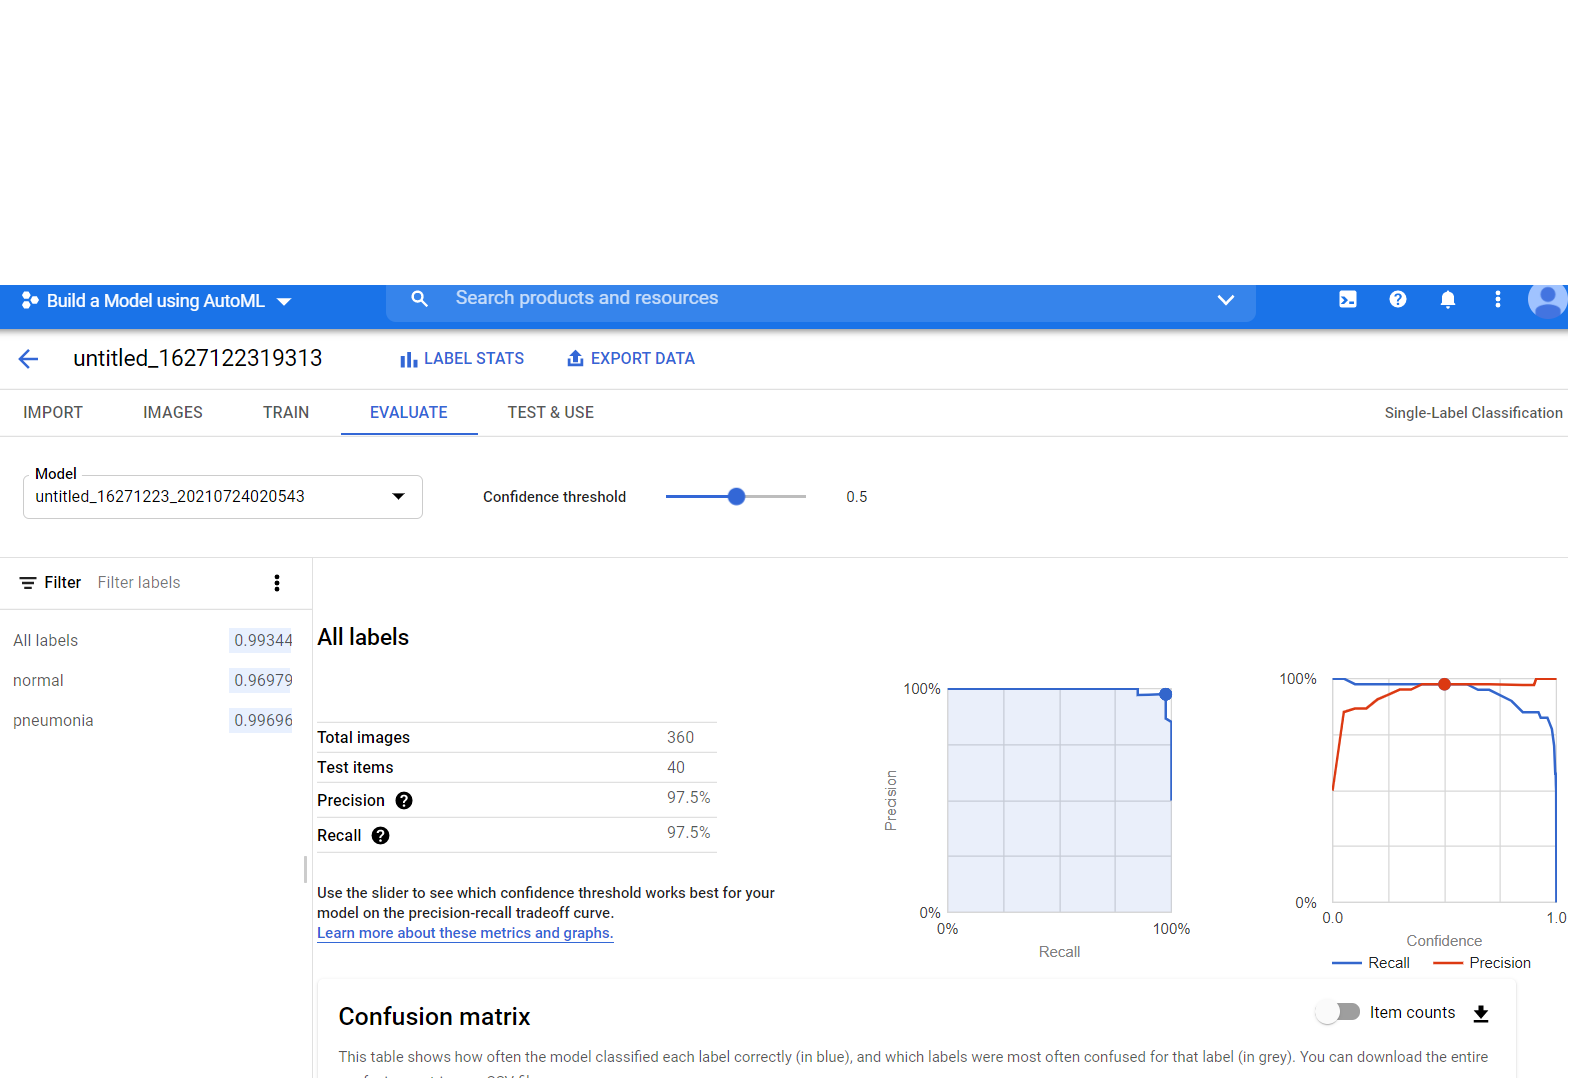 Build a Model using AutoML
Search products and resources
untitled_1627122319313
LABEL STATS
EXPORT DATA
IMPORT
IMAGES
TRAIN
EVALUATE
TEST & USE
Single-Label Classification
Model
untitled_16271223_20210724020543
Confidence threshold
0.5
Filter
Filter labels
All labels
0.99344
normal
0.96979
pneumonia
0.99696
All labels
Total images 360
Test items 40
Precision ? 97.5%
Recall ? 97.5%
Use the slider to see which confidence threshold works best for your
model on the precision-recall tradeoff curve.
Learn more about these metrics and graphs.
100%
Precision
0%
0%
100%
Recall
100%
0%
0.0
1.0
Confidence
Recall
Precision
Confusion matrix
Item counts
This table shows how often the model classified each label correctly (in blue), and which labels were most often confused for that label (in grey). You can download the entire